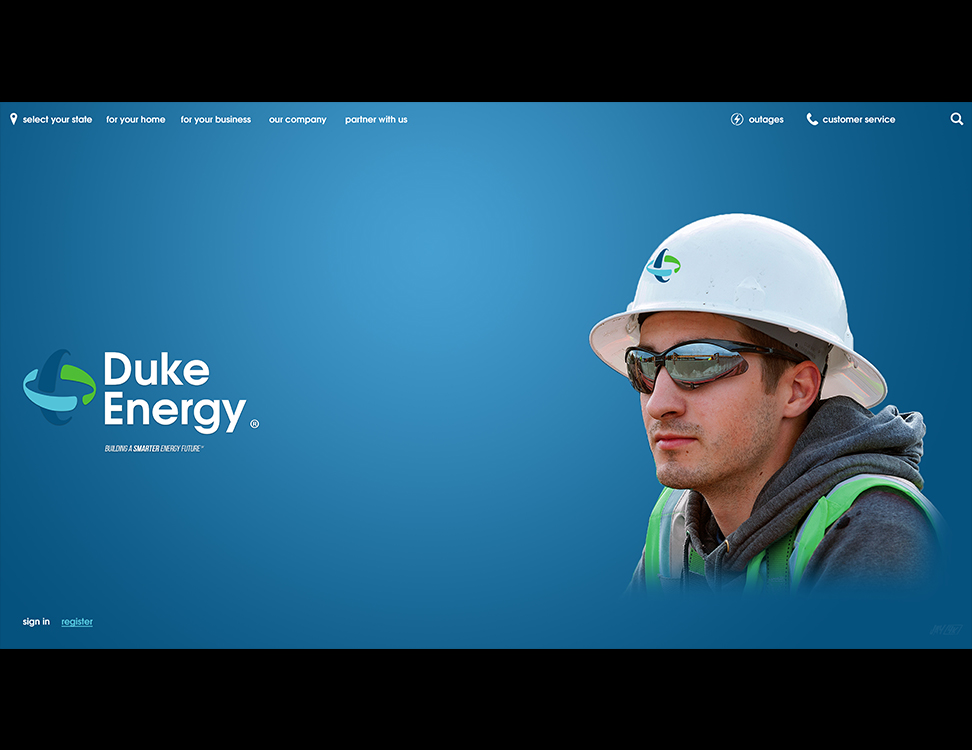 select your state for your home for your business our company partner with us outages customer service
Duke
Energy®
BUILDING A SMARTER ENERGY FUTURE℠
sign in register